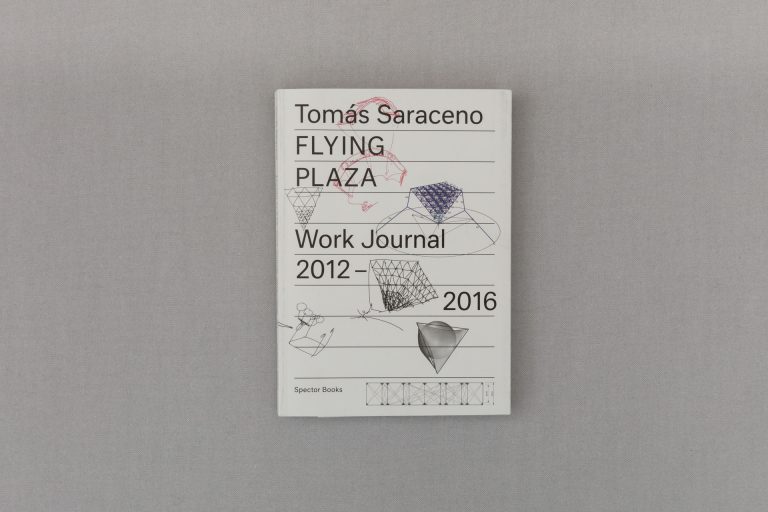 Tomás Saraceno
FLYING
PLAZA
Work Journal
2012 –
2016
Spector Books